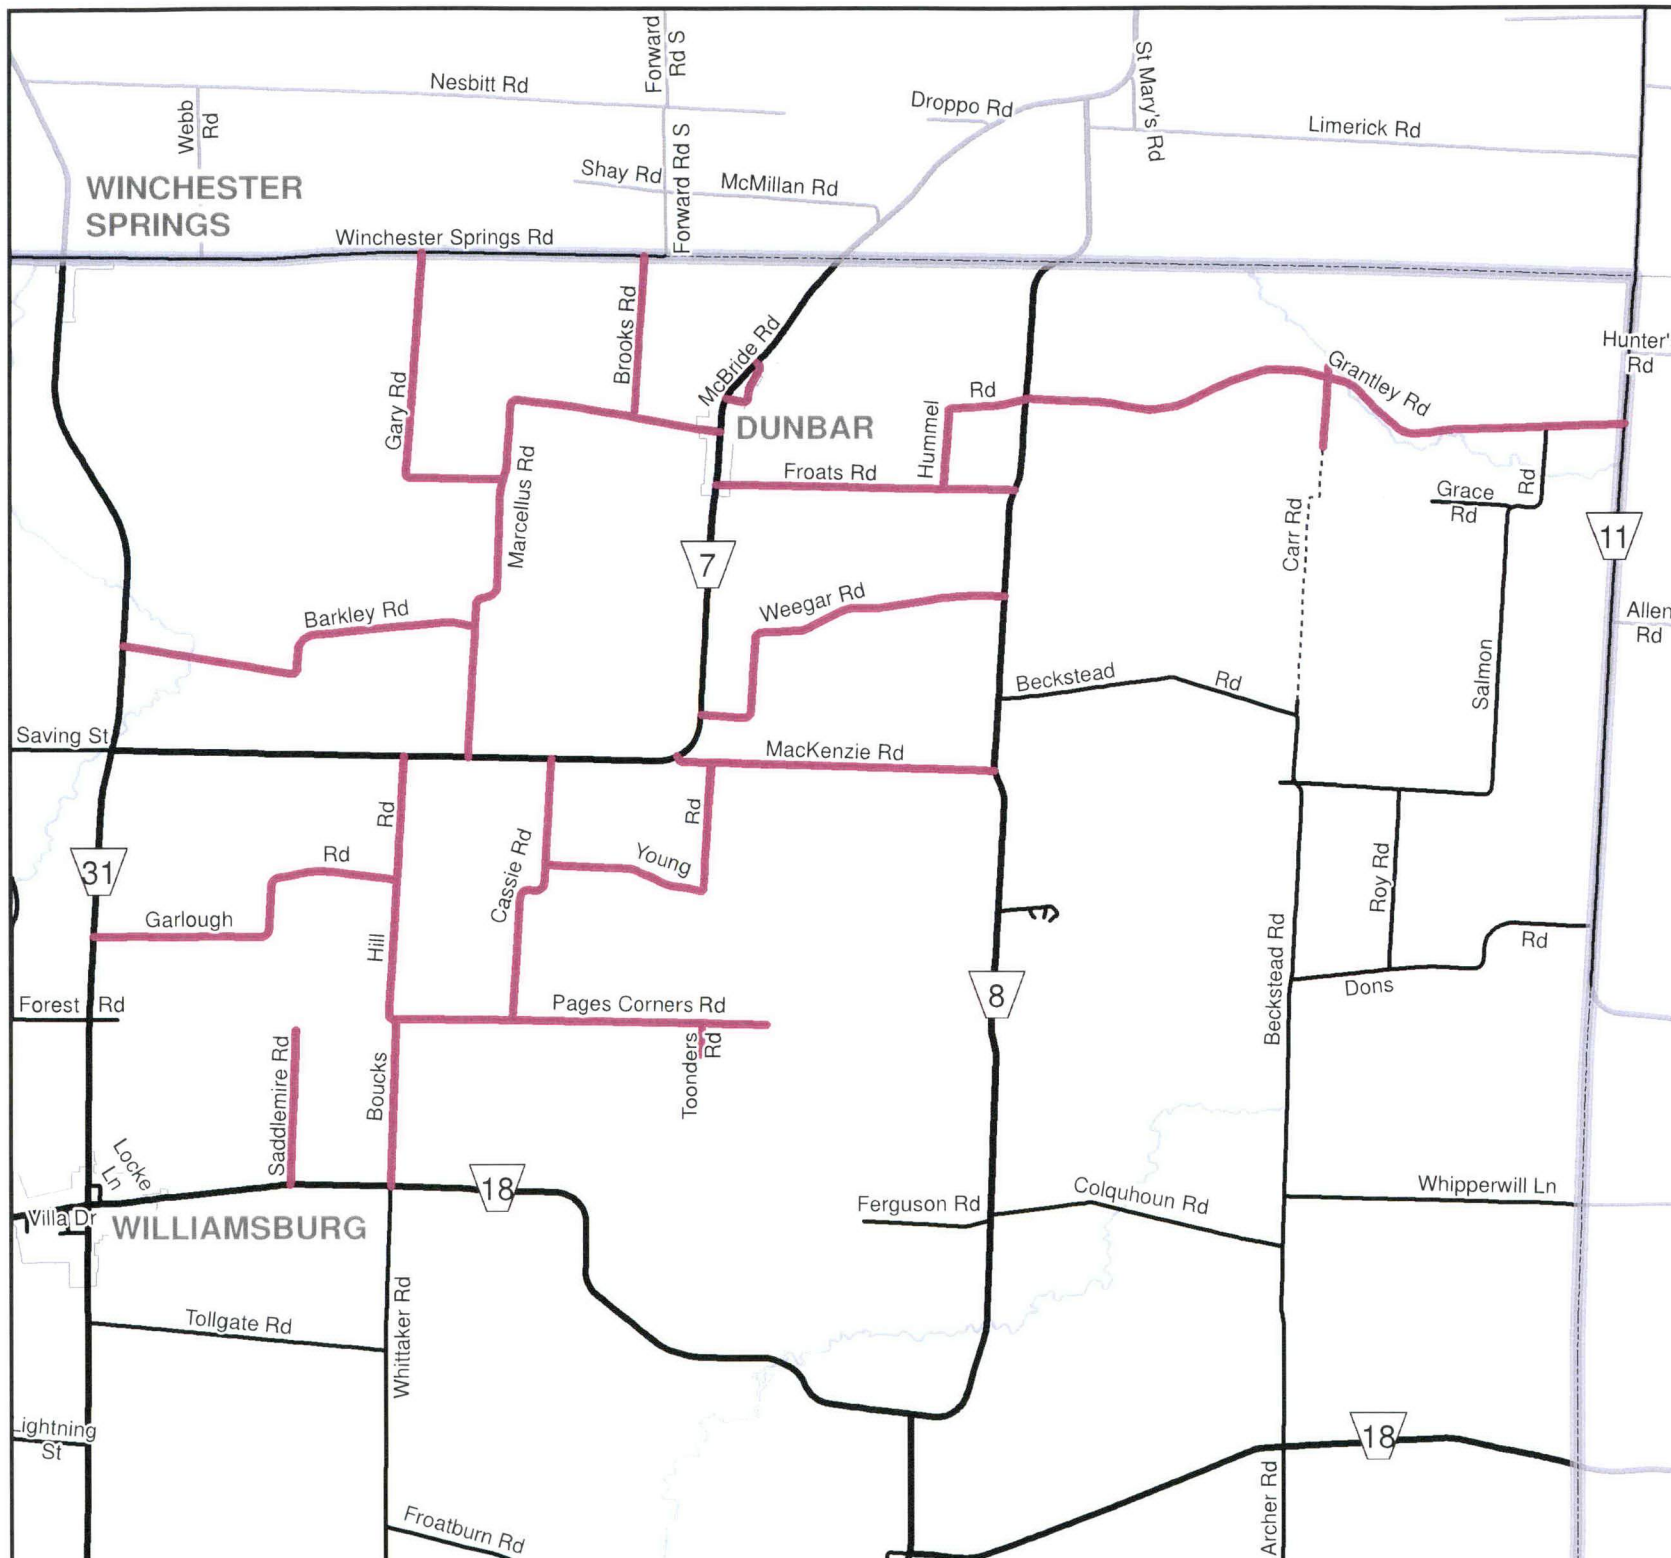 Forward
Rd S
St Mary's Rd
Nesbitt Rd
Webb
Rd
Droppo Rd
Limerick Rd
Shay Rd
McMillan Rd
Forward Rd S
WINCHESTER
SPRINGS
Winchester Springs Rd
Brooks Rd
McBride Rd
Hunter'
Rd
Gary Rd
Rd
Grantley Rd
DUNBAR
Hummel
Froats Rd
Marcellus Rd
Grace
Rd
Rd
Carr Rd
11
7
Barkley Rd
Weegar Rd
Allen
Rd
Beckstead
Rd
Salmon
Saving St
MacKenzie Rd
Rd
Rd
Cassie Rd
Young
Rd
31
Roy Rd
Garlough
Hill
Beckstead Rd
Rd
Dons
8
Forest Rd
Pages Corners Rd
Toonders
Rd
Saddlemire Rd
Boucks
Locke
Ln
18
Whipperwill Ln
Colquhoun Rd
Ferguson Rd
Villa Dr
WILLIAMSBURG
Whittaker Rd
Tollgate Rd
Lightning
St
18
Archer Rd
Froatburn Rd